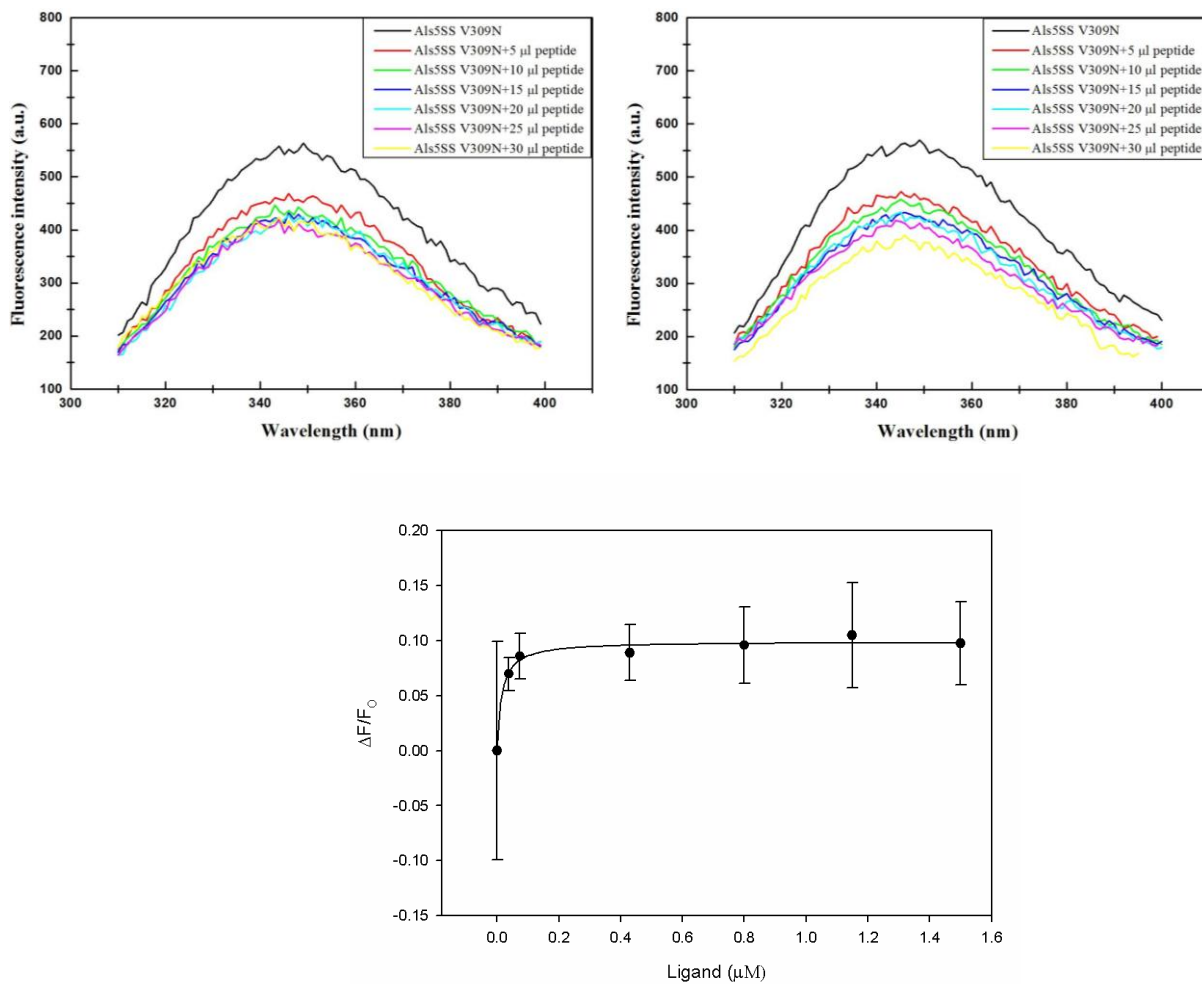 800
700
600
500
400
300
200
100
Fluorescence intensity (a.u.)
Als5SS V309N
Als5SS V309N+5 µl peptide
Als5SS V309N+10 µl peptide
Als5SS V309N+15 µl peptide
Als5SS V309N+20 µl peptide
Als5SS V309N+25 µl peptide
Als5SS V309N+30 µl peptide
300 320 340 360 380 400
Wavelength (nm)
800
700
600
500
400
300
200
100
Fluorescence intensity (a.u.)
Als5SS V309N
Als5SS V309N+5 µl peptide
Als5SS V309N+10 µl peptide
Als5SS V309N+15 µl peptide
Als5SS V309N+20 µl peptide
Als5SS V309N+25 µl peptide
Als5SS V309N+30 µl peptide
300 320 340 360 380 400
Wavelength (nm)
0.20
0.15
0.10
0.05
0.00
-0.05
-0.10
-0.15
ΔF/F_O
0.0 0.2 0.4 0.6 0.8 1.0 1.2 1.4 1.6
Ligand (µM)